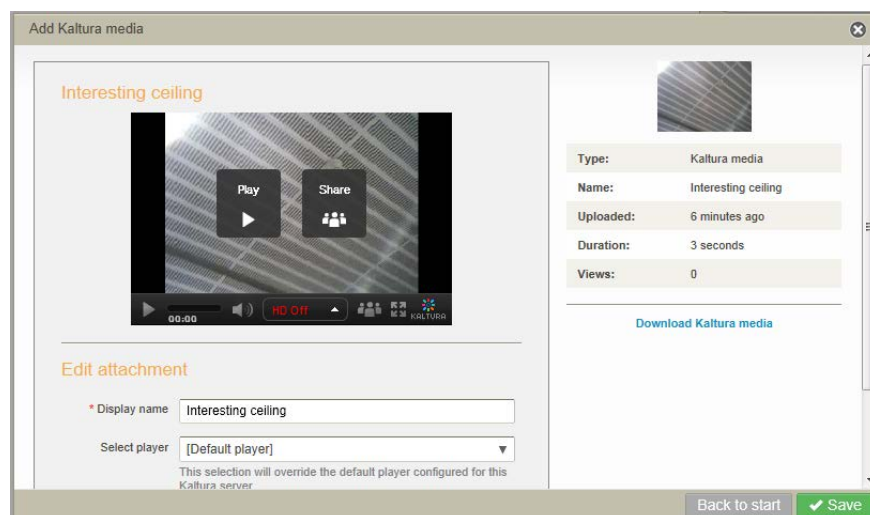 Add Kaltura media
Interesting ceiling
Play
Share
00:00
HD Off
KALTURA
Edit attachment
* Display name
Interesting ceiling
Select player
[Default player]
This selection will override the default player configured for this
Kaltura server
Type: Kaltura media
Name: Interesting ceiling
Uploaded: 6 minutes ago
Duration: 3 seconds
Views: 0
Download Kaltura media
Back to start
Save